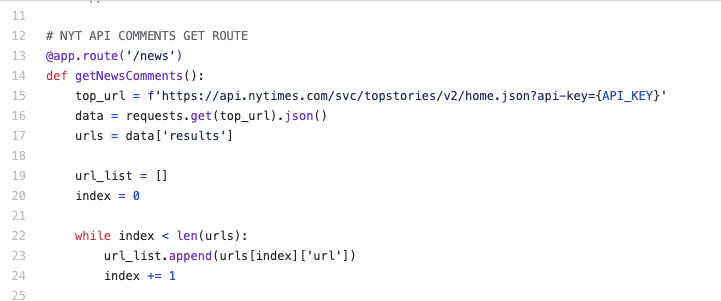 11
12 # NYT API COMMENTS GET ROUTE
13 @app.route('/news')
14 def getNewsComments():
15     top_url = f'https://api.nytimes.com/svc/topstories/v2/home.json?api-key={API_KEY}'
16     data = requests.get(top_url).json()
17     urls = data['results']
18
19     url_list = []
20     index = 0
21
22     while index < len(urls):
23         url_list.append(urls[index]['url'])
24         index += 1
25